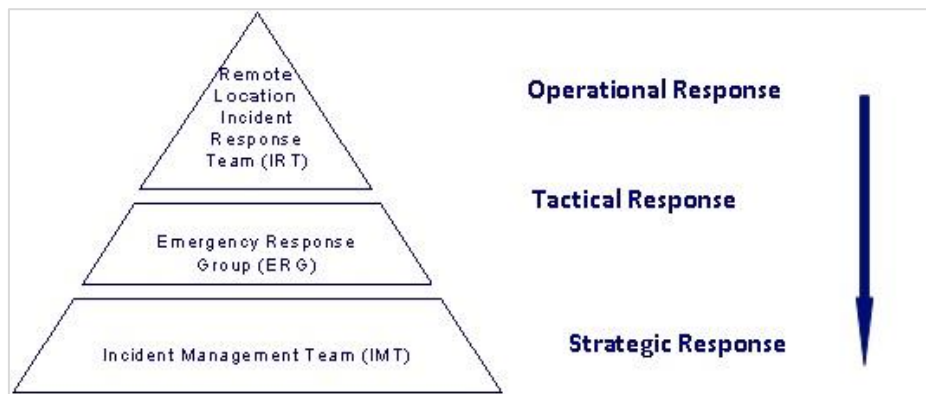 Remote
Location
Incident
Response
Team (IRT)
Operational Response
Tactical Response
Emergency Response
Group (ERG)
Incident Management Team (IMT)
Strategic Response